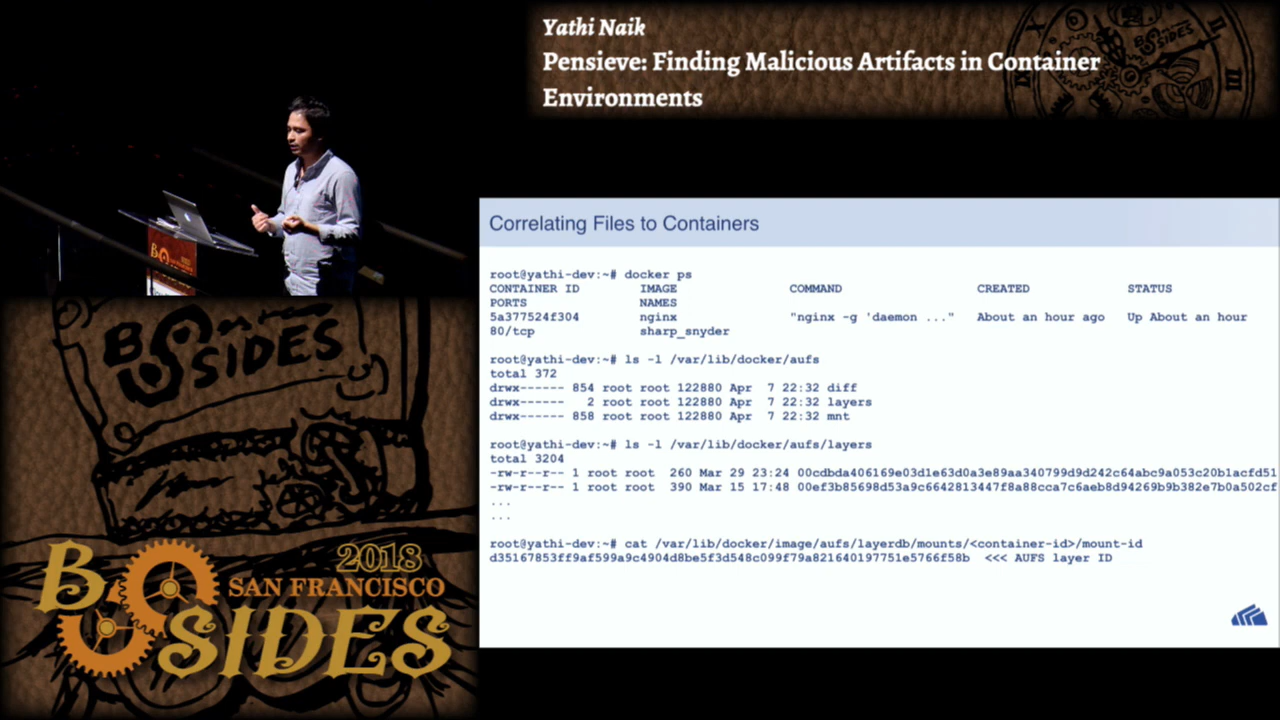 Yathi Naik
Pensieve: Finding Malicious Artifacts in Container
Environments
BSIDES
Correlating Files to Containers
root@yathi-dev:~# docker ps
CONTAINER ID IMAGE COMMAND CREATED STATUS
PORTS NAMES
5a377524f304 nginx "nginx -g 'daemon ..." About an hour ago Up About an hour
80/tcp sharp_snyder
root@yathi-dev:~# ls -l /var/lib/docker/aufs
total 372
drwx------ 854 root root 122880 Apr 7 22:32 diff
drwx------ 2 root root 122880 Apr 7 22:32 layers
drwx------ 858 root root 122880 Apr 7 22:32 mnt
root@yathi-dev:~# ls -l /var/lib/docker/aufs/layers
total 3204
-rw-r--r-- 1 root root 260 Mar 29 23:24 00cdbda406169e03d1e63d0a3e89aa340799d9d242c64abc9a053c20b1acfd51
-rw-r--r-- 1 root root 390 Mar 15 17:48 00ef3b85698d53a9c6642813447f8a88cca7c6aeb8d94269b9b382e7b0a502cf
...
...
root@yathi-dev:~# cat /var/lib/docker/image/aufs/layerdb/mounts/<container-id>/mount-id
d35167853ff9af599a9c4904d8be5f3d548c099f79a821640197751e5766f58b <<< AUFS layer ID
BSIDES
2018
SAN FRANCISCO
BSIDES